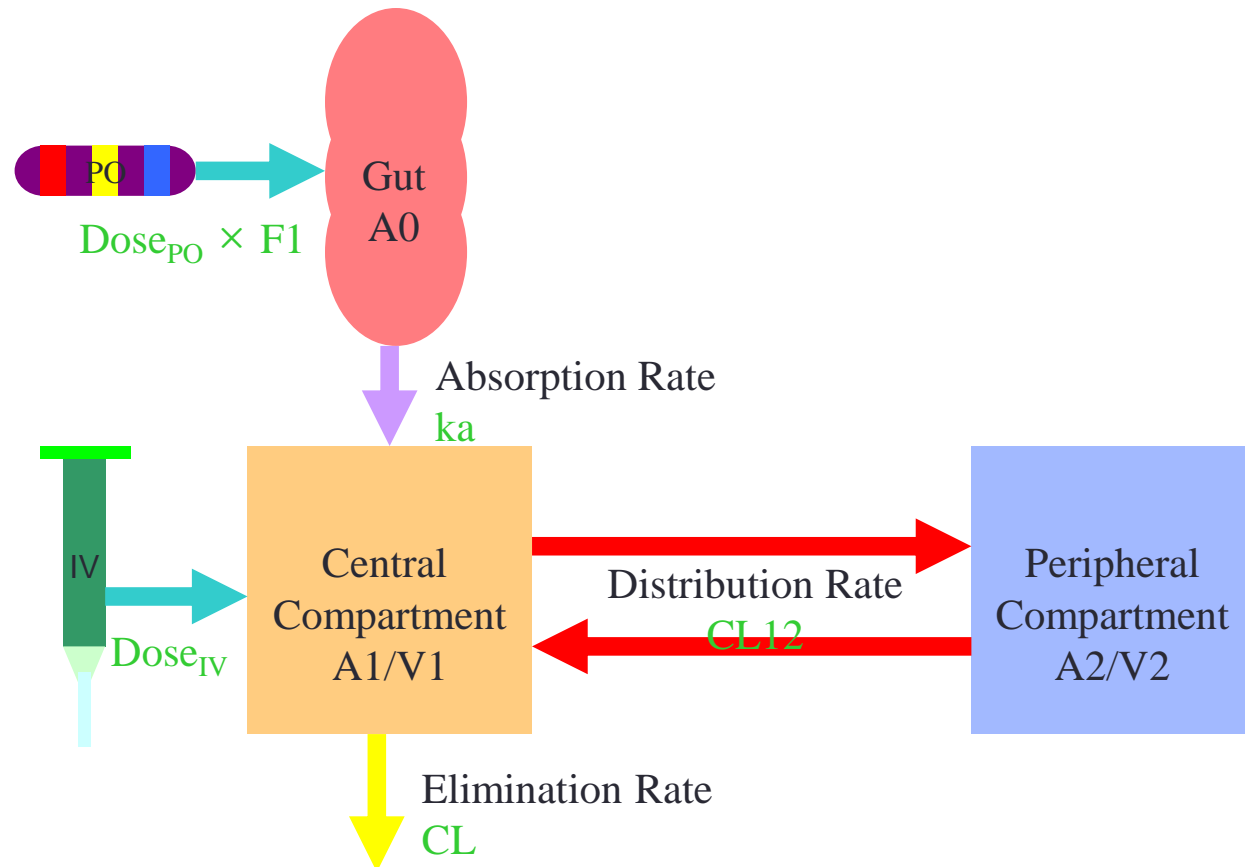 PO
Dose_PO × F1
Gut
A0
Absorption Rate
ka
IV
Dose_IV
Central
Compartment
A1/V1
Distribution Rate
CL12
Peripheral
Compartment
A2/V2
Elimination Rate
CL